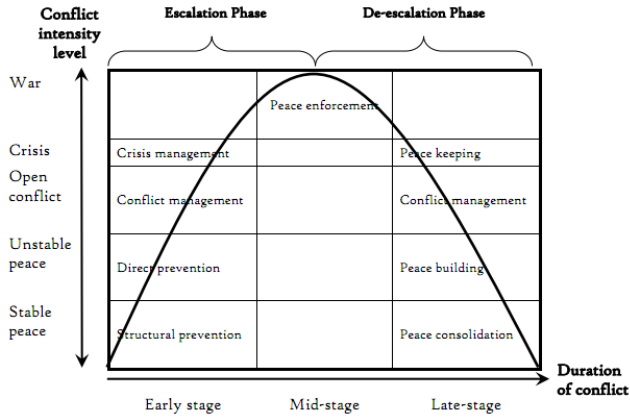 Conflict
intensity
level
Escalation Phase
De-escalation Phase
War
Peace enforcement
Crisis
Crisis management
Peace keeping
Open
conflict
Conflict management
Conflict management
Unstable
peace
Direct prevention
Peace building
Stable
peace
Structural prevention
Peace consolidation
Duration
of conflict
Early stage
Mid-stage
Late-stage